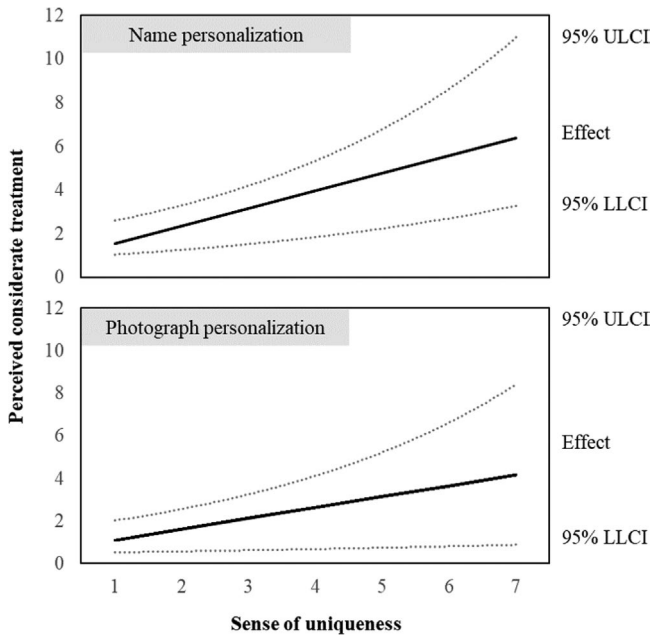 12
Name personalization
95% ULCI
10
8
Effect
6
4
95% LLCI
2
0
Perceived considerate treatment
12
Photograph personalization
95% ULCI
10
8
6
Effect
4
2
95% LLCI
0
1 2 3 4 5 6 7
Sense of uniqueness